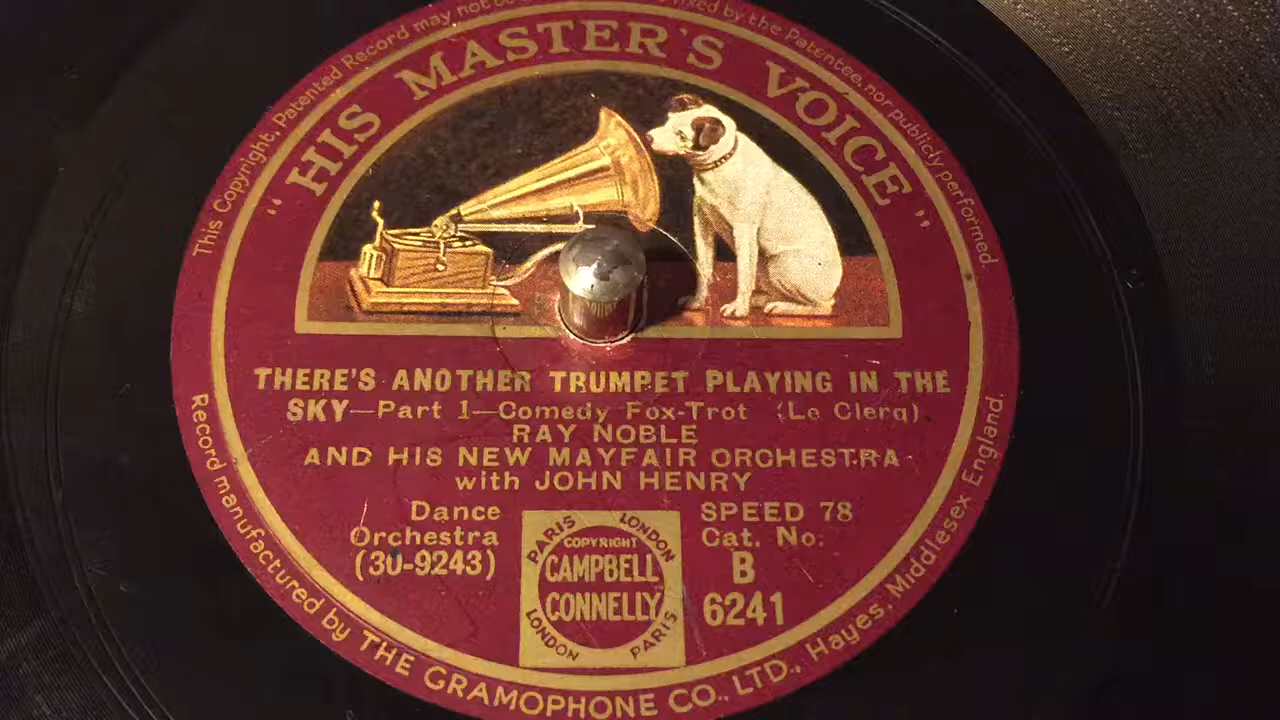 This Copyright, Patented Record may not be
fixed by the Patentee, nor publicly performed.
"HIS MASTER'S VOICE"
THERE'S ANOTHER TRUMPET PLAYING IN THE
SKY—Part 1—Comedy Fox-Trot (Le Clerq)
RAY NOBLE
AND HIS NEW MAYFAIR ORCHESTRA
with JOHN HENRY
Dance
Orchestra
(30-9243)
SPEED 78
Cat. No.
B
6241
PARIS LONDON
COPYRIGHT
CAMPBELL
CONNELLY
LONDON PARIS
Record manufactured by THE GRAMOPHONE CO., LTD., Hayes, Middlesex England.